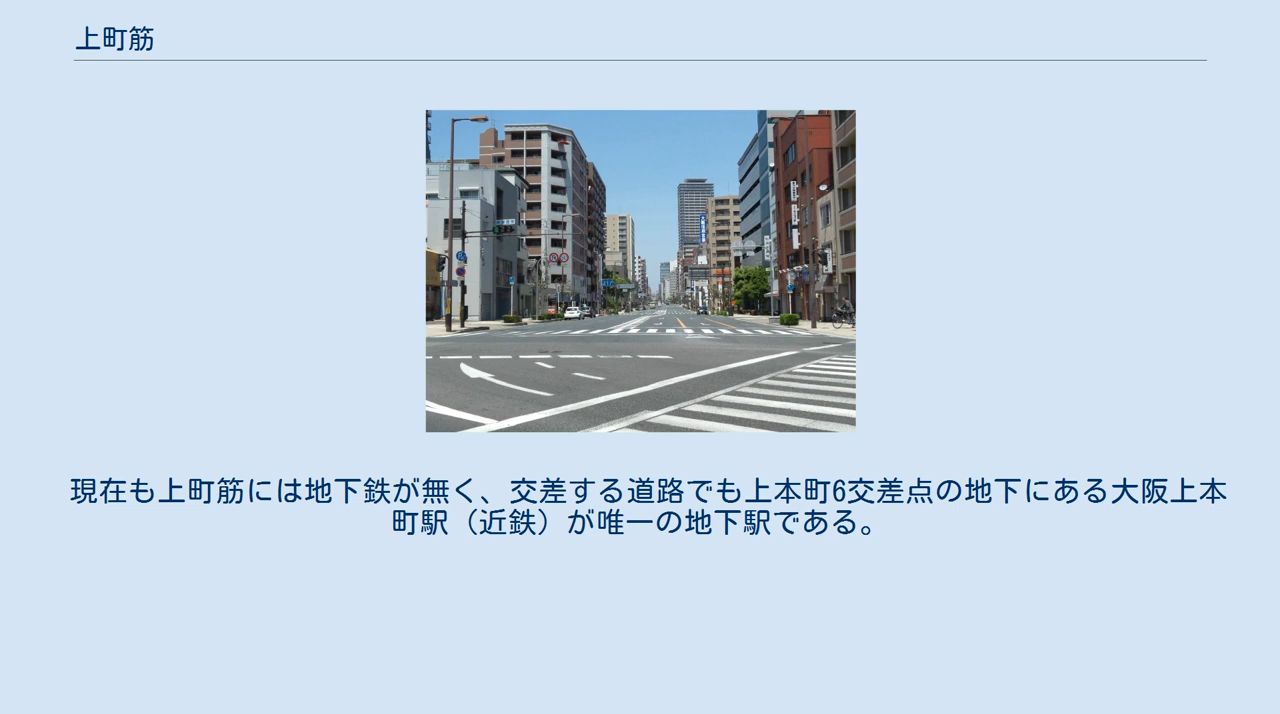 上町筋
現在も上町筋には地下鉄が無く、交差する道路でも上本町6交差点の地下にある大阪上本
町駅（近鉄）が唯一の地下駅である。